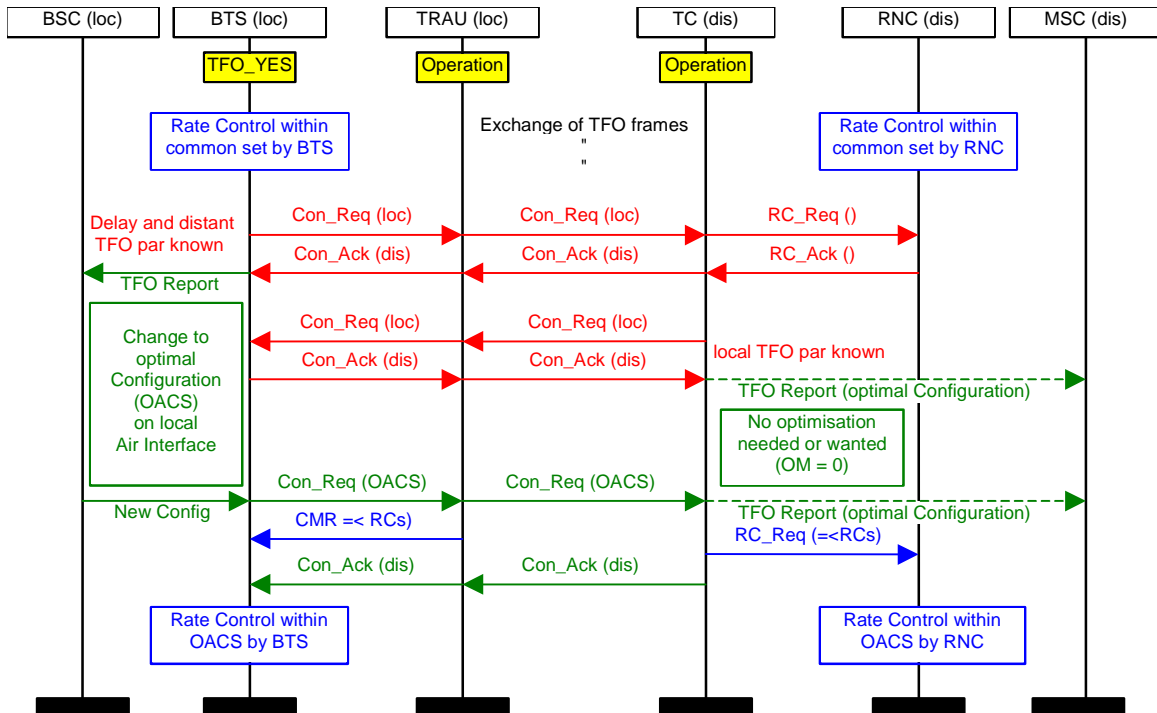 BSC (loc) BTS (loc) TRAU (loc) TC (dis) RNC (dis) MSC (dis)
TFO_YES Operation Operation
Rate Control within
common set by BTS
Exchange of TFO frames
"
"
Rate Control within
common set by RNC
Delay and distant
TFO par known
Con_Req (loc) Con_Req (loc) RC_Req ()
Con_Ack (dis) Con_Ack (dis) RC_Ack ()
TFO Report
Change to
optimal
Configuration
(OACS)
on local
Air Interface
Con_Req (loc) Con_Req (loc)
Con_Ack (dis) Con_Ack (dis) local TFO par known
TFO Report (optimal Configuration)
No optimisation
needed or wanted
(OM = 0)
Con_Req (OACS) Con_Req (OACS)
New Config
TFO Report (optimal Configuration)
CMR =< RCs)
RC_Req (=<RCs)
Con_Ack (dis) Con_Ack (dis)
Rate Control within
OACS by BTS
Rate Control within
OACS by RNC